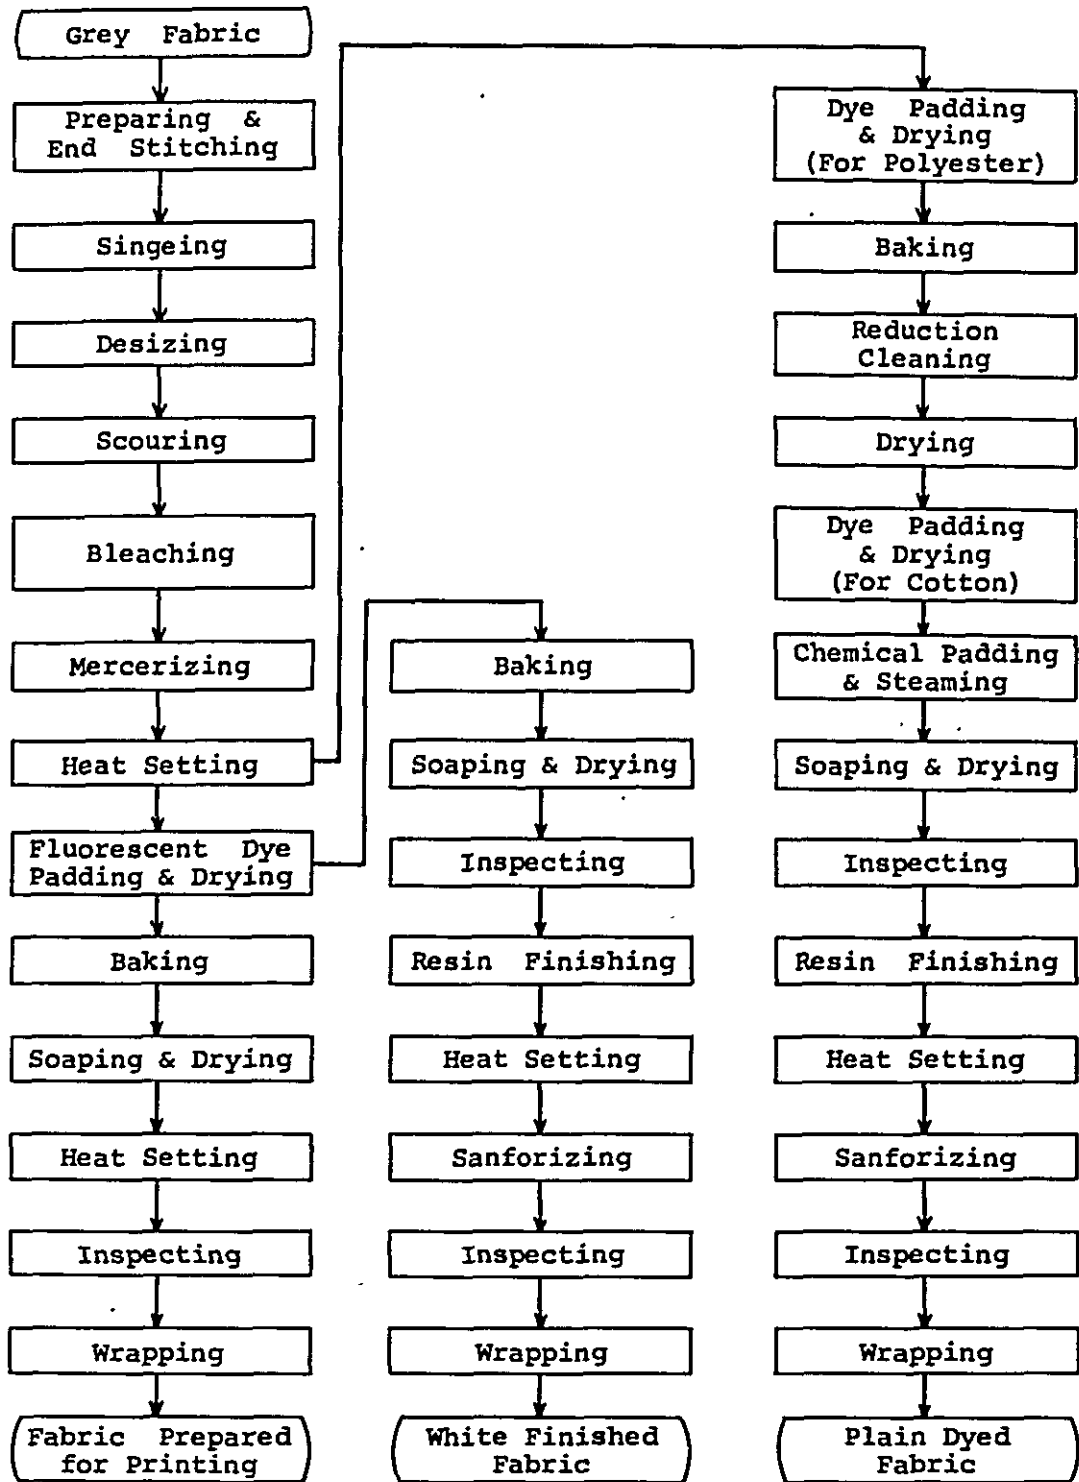 Grey Fabric
Preparing &
End Stitching
Singeing
Desizing
Scouring
Bleaching
Mercerizing
Heat Setting
Fluorescent Dye
Padding & Drying
Baking
Soaping & Drying
Heat Setting
Inspecting
Wrapping
Fabric Prepared
for Printing
Baking
Soaping & Drying
Inspecting
Resin Finishing
Heat Setting
Sanforizing
Inspecting
Wrapping
White Finished
Fabric
Dye Padding
& Drying
(For Polyester)
Baking
Reduction
Cleaning
Drying
Dye Padding
& Drying
(For Cotton)
Chemical Padding
& Steaming
Soaping & Drying
Inspecting
Resin Finishing
Heat Setting
Sanforizing
Inspecting
Wrapping
Plain Dyed
Fabric